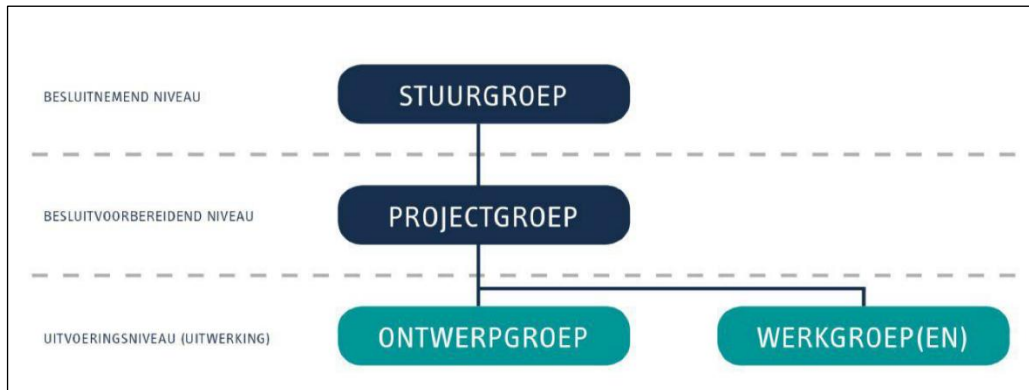 BESLUITNEMEND NIVEAU
STUURGROEP
BESLUITVOORBEREIDEND NIVEAU
PROJECTGROEP
UITVOERINGSNIVEAU (UITWERKING)
ONTWERPGROEP
WERKGROEP(EN)